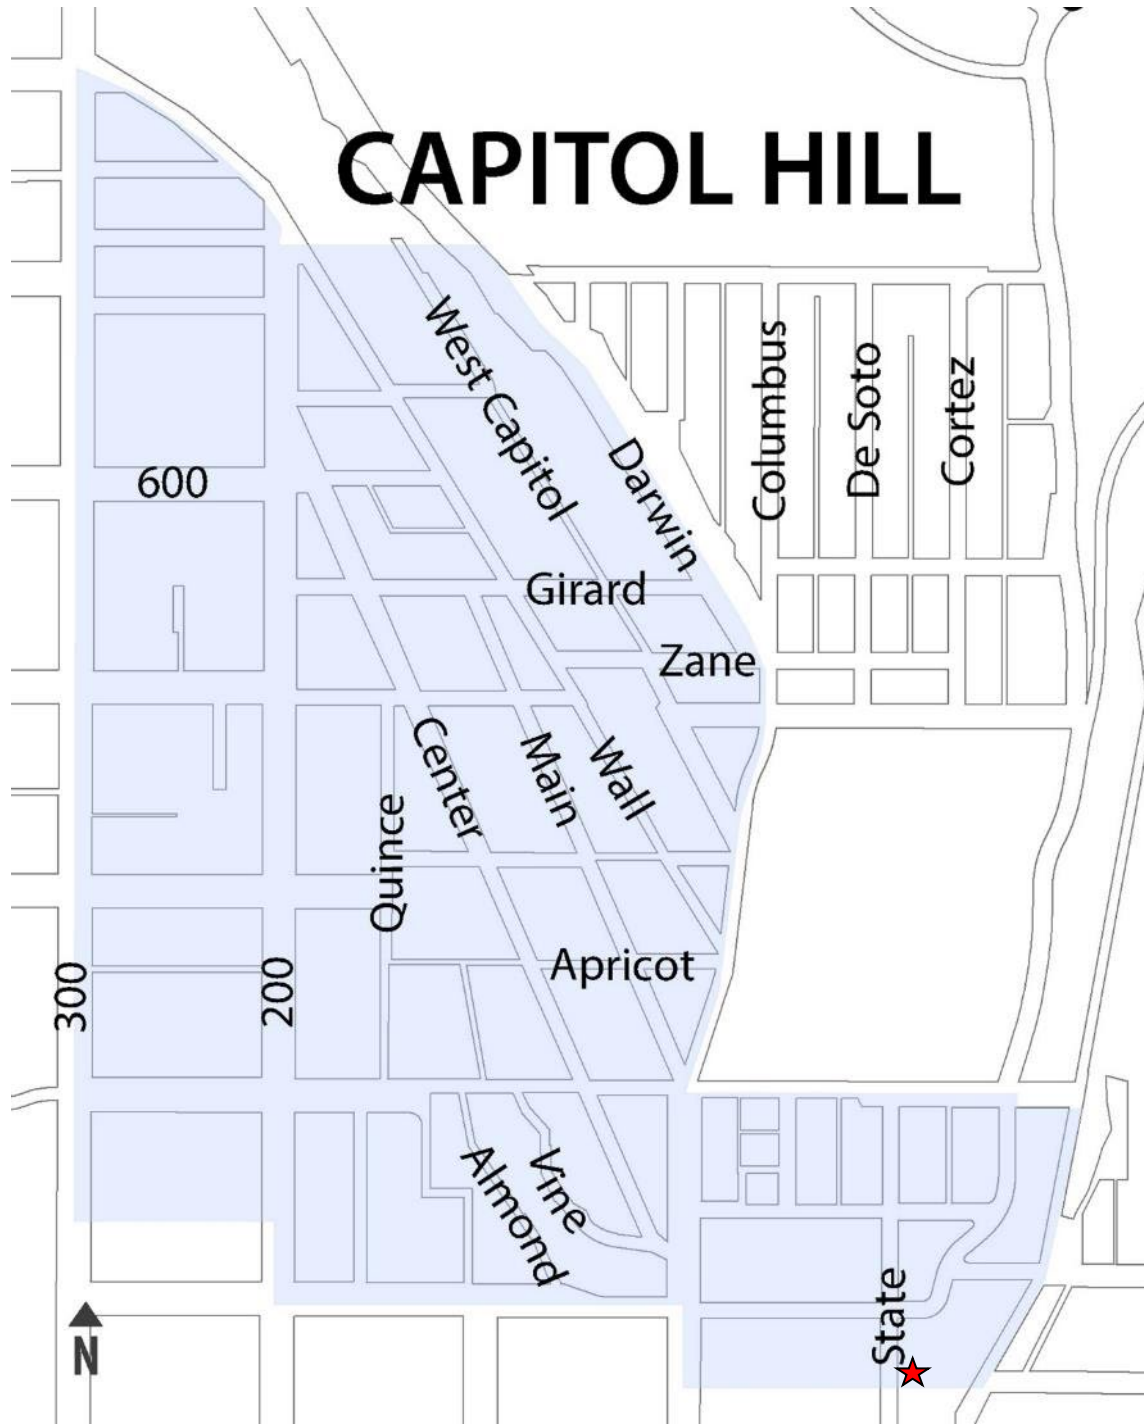 CAPITOL HILL
West Capitol
Columbus
De Soto
Cortez
Darwin
600
Girard
Zane
Center
Main
Wall
Quince
Apricot
300
200
Almond
Vine
State
N